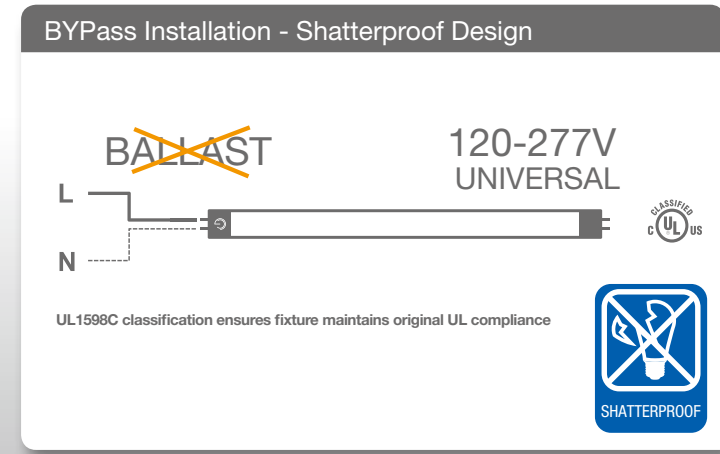 BYPass Installation - Shatterproof Design
BALLAST
120-277V
UNIVERSAL
L
N
CLASSIFIED
C UL US
UL1598C classification ensures fixture maintains original UL compliance
SHATTERPROOF